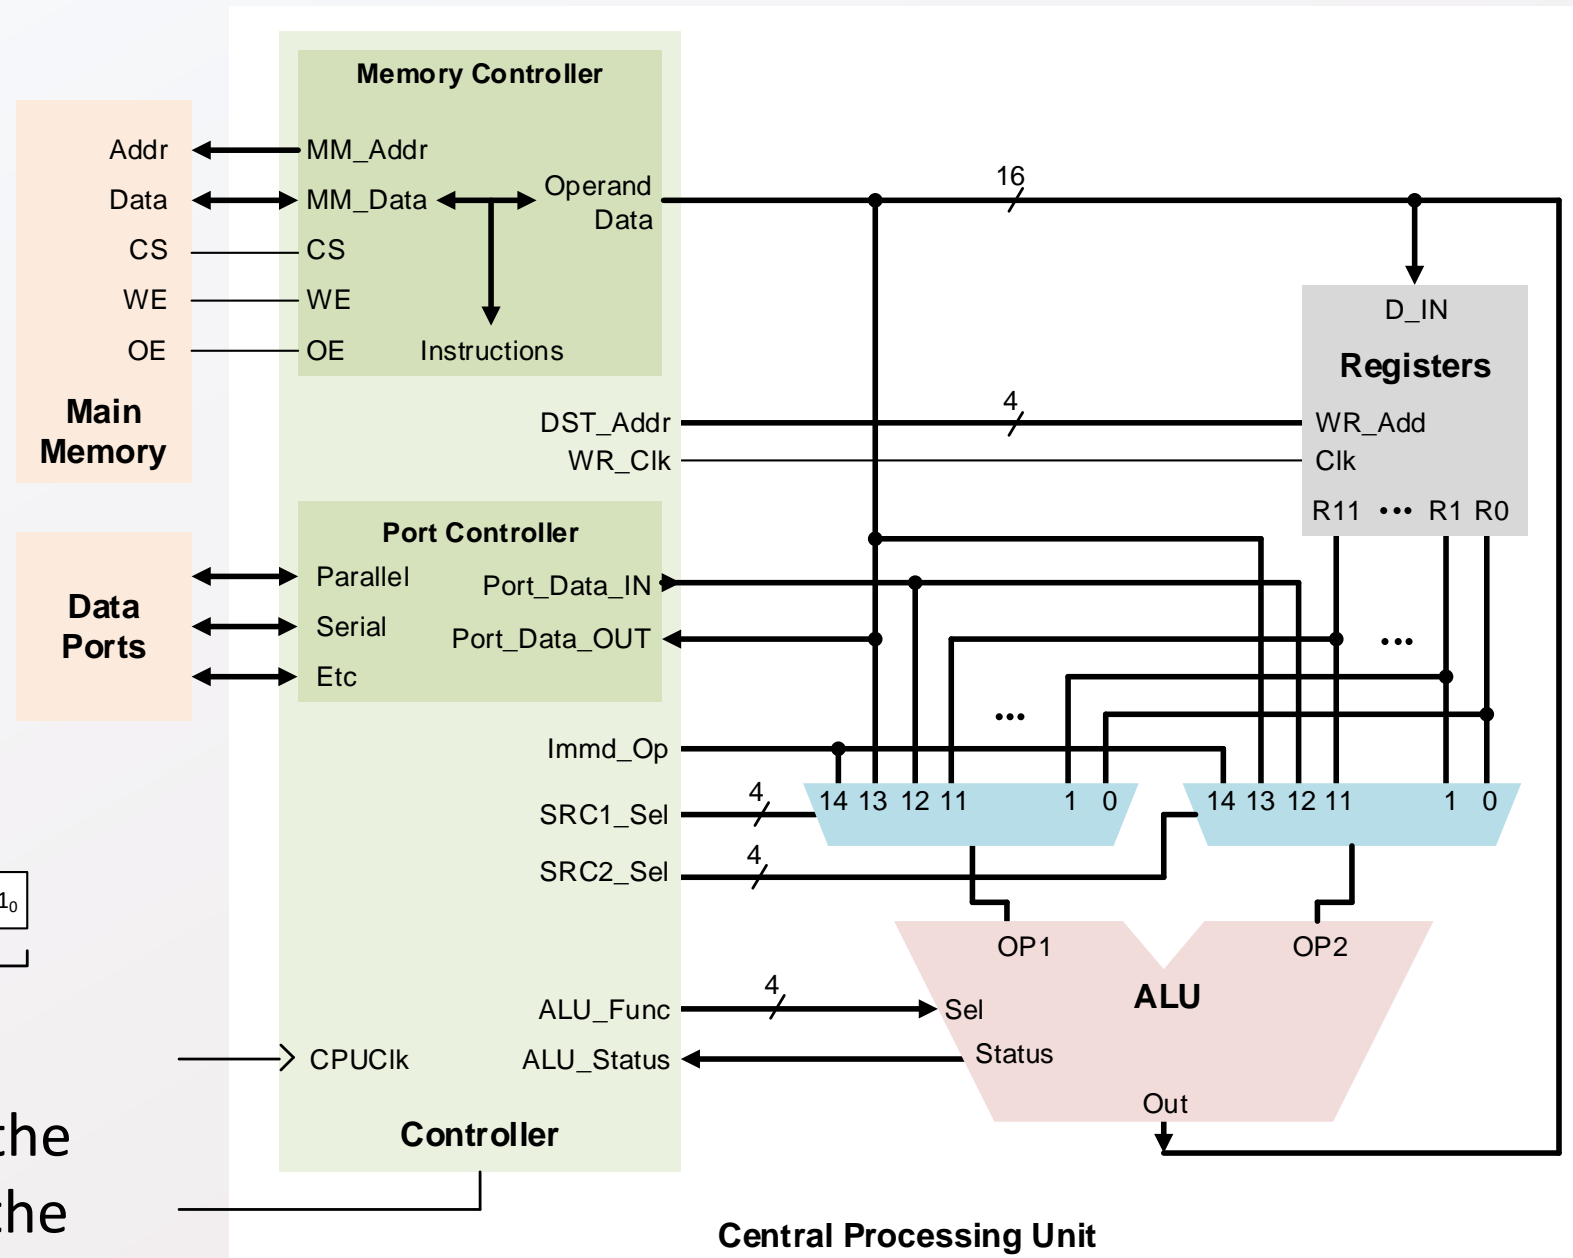 Memory Controller
Addr
MM_Addr
Data
MM_Data
Operand
Data
CS
CS
WE
WE
OE
OE
Instructions
Main
Memory
16
D_IN
Registers
DST_Addr
4
WR_Add
WR_Clk
Clk
R11 ••• R1 R0
Port Controller
Data
Ports
Parallel
Port_Data_IN
Serial
Port_Data_OUT
•••
Etc
•••
Immd_Op
SRC1_Sel
4
14 13 12 11 1 0
14 13 12 11 1 0
SRC2_Sel
4
1₀
OP1
OP2
ALU
ALU_Func
4
Sel
CPUClk
ALU_Status
Status
Out
Controller
the
the
Central Processing Unit